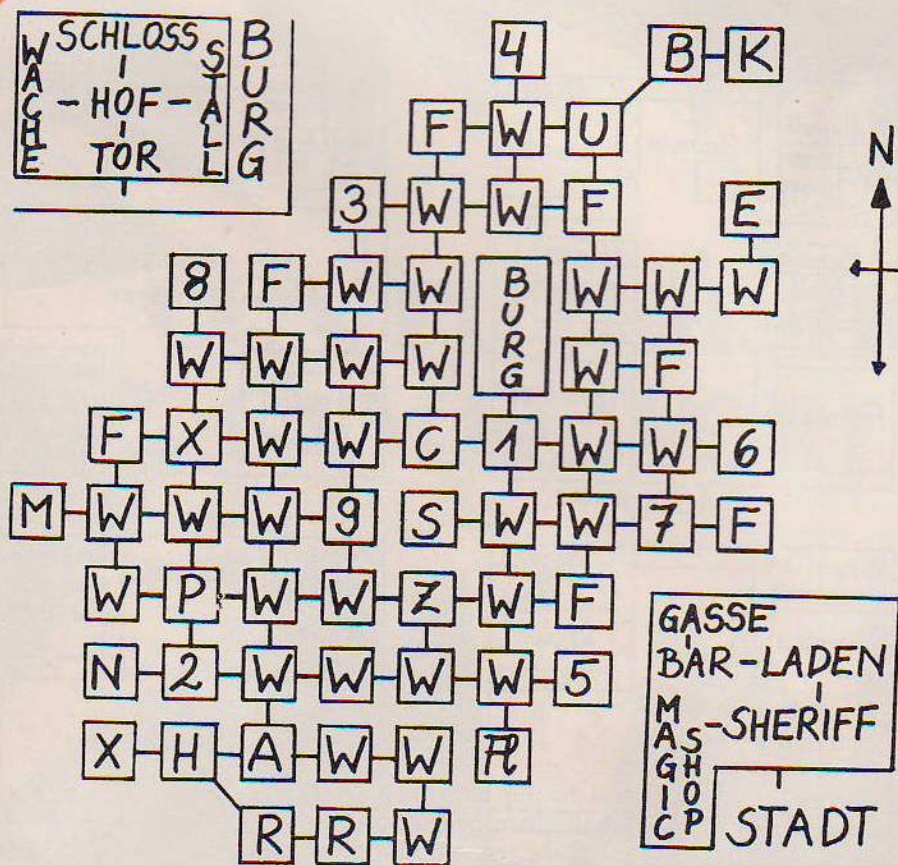 WACHE
SCHLOSS
HOF
TOR
STALL
BURG
4 B K
F W U
N
3 W W F E
8 F W W BURG W W W
W W W W W F
F X W W C 1 W W 6
M W W W 9 S W W 7 F
W P W W Z W F
N 2 W W W W 5
X H A W W Fl
R R W
GASSE
BAR-LADEN
MAGIC SHOP
SHERIFF
STADT